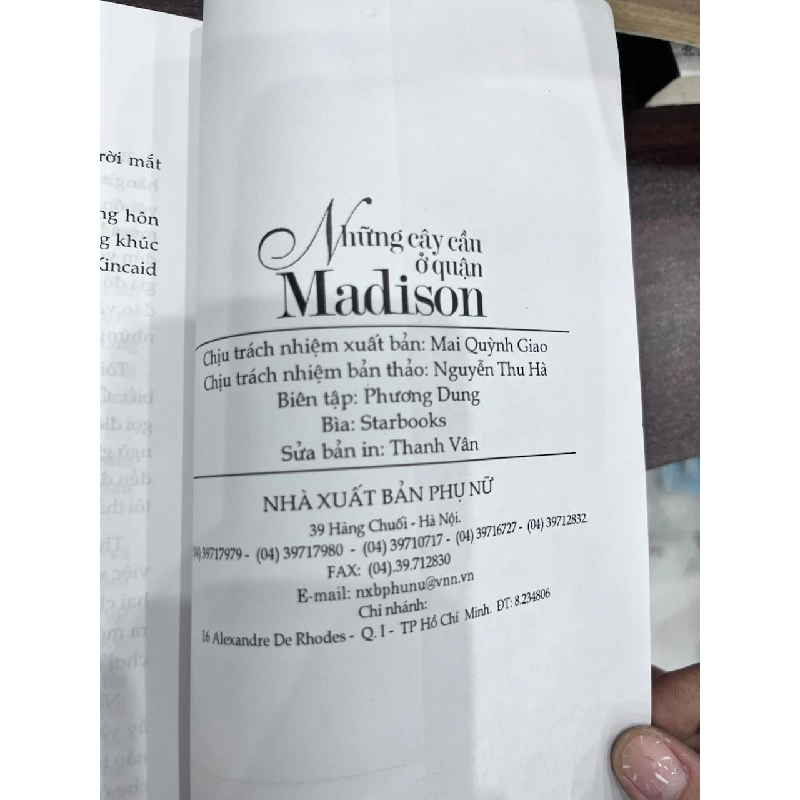 rời mắt
ng hôn
g khúc
Kincaid
Những cây cần
ở quận
Madison
Chịu trách nhiệm xuất bản: Mai Quỳnh Giao
Chịu trách nhiệm bản thảo: Nguyễn Thu Hà
Biên tập: Phương Dung
Bìa: Starbooks
Sửa bản in: Thanh Vân
NHÀ XUẤT BẢN PHỤ NỮ
39 Hàng Chuối - Hà Nội.
04) 39717979 - (04) 39717980 - (04) 39710717 - (04) 39716727 - (04) 39712832
FAX: (04).39.712830
E-mail: nxbphunu@vnn.vn
Chi nhánh:
16 Alexandre De Rhodes - Q. I - TP Hồ Chí Minh. ĐT: 8.234806